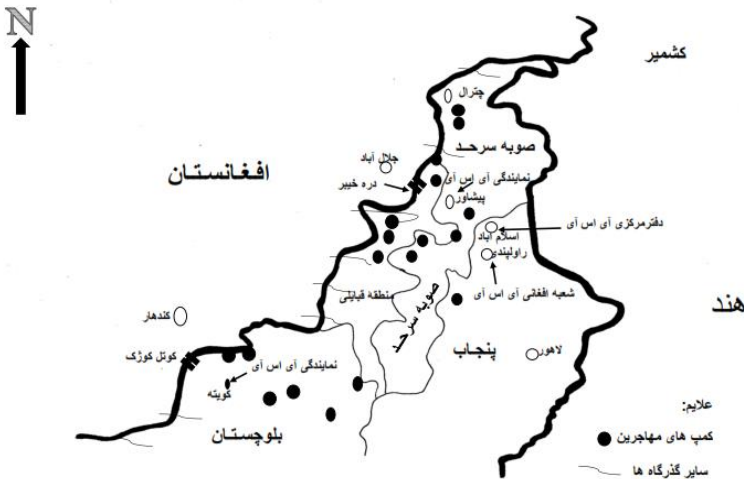 N
کشمیر
چترال
صوبه سرحد
جلال آباد
افغانستان
نمایندگی آی اس آی
دره خیبر
پیشاور
دفترمرکزی آی اس آی
اسلام آباد
راولپندی
شعبه افغانی آی اس آی
منطقه قبایلی
هند
صوبه سرحد
کندهار
پنجاب
لاهور
کوتل کوژک
نمایندگی آی اس آی
کویته
علایم:
بلوچستان
کمپ های مهاجرین
سایر گذرگاه ها